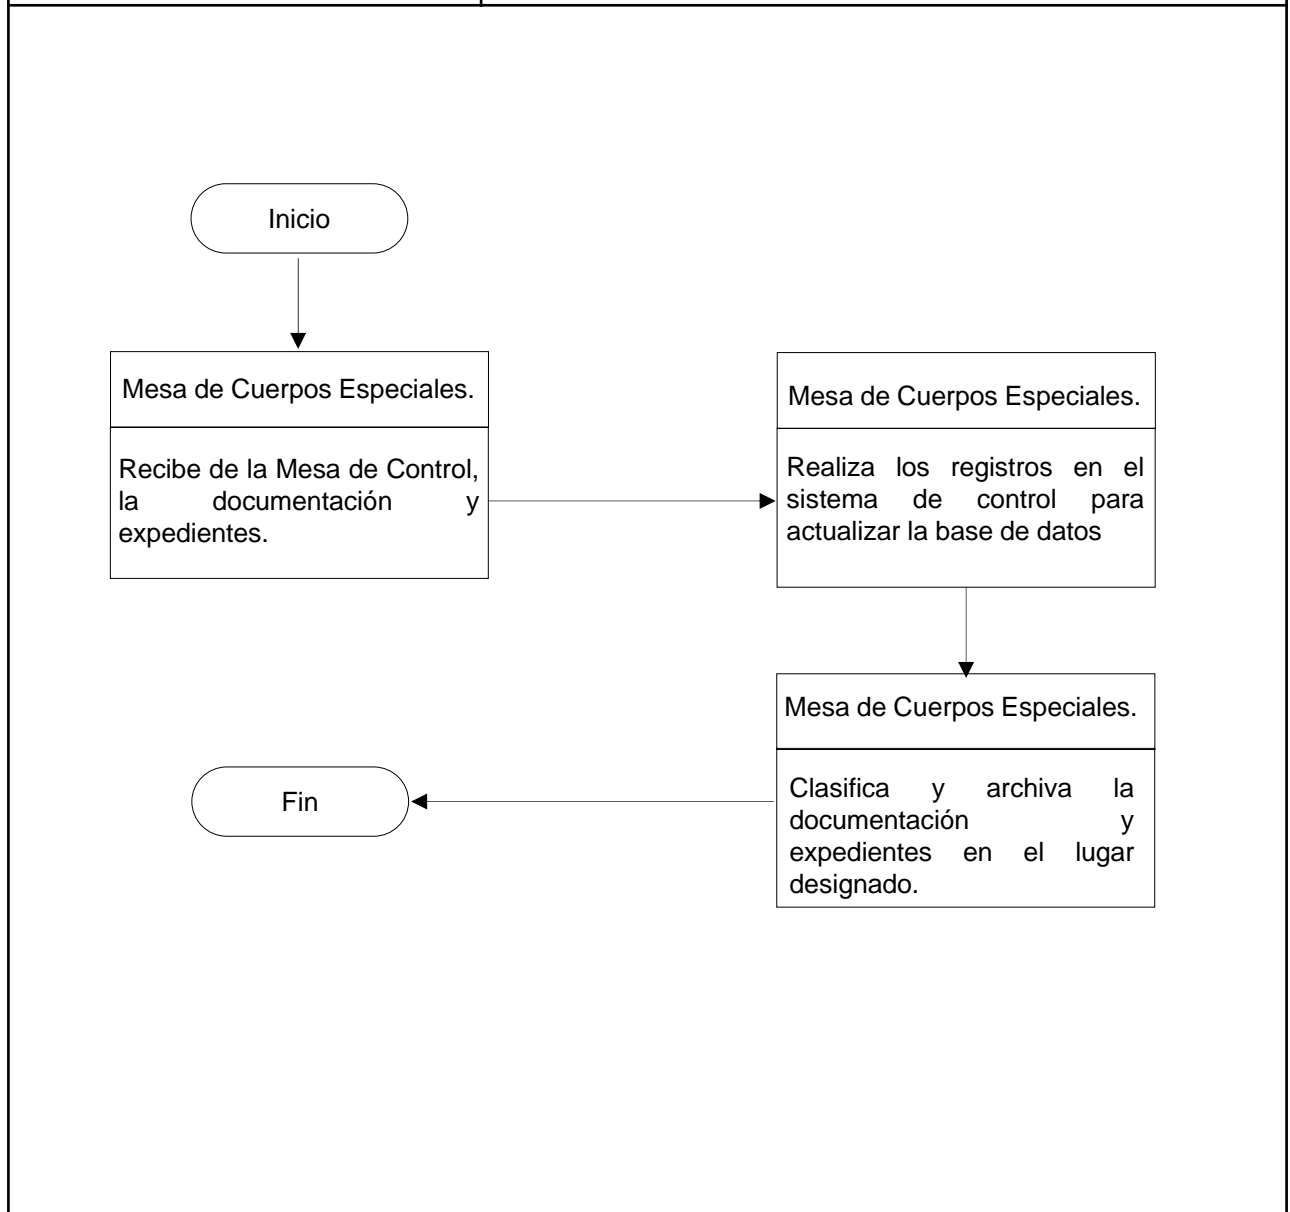 Inicio
Mesa de Cuerpos Especiales.
Recibe de la Mesa de Control,
la documentación y
expedientes.
Mesa de Cuerpos Especiales.
Realiza los registros en el
sistema de control para
actualizar la base de datos
Mesa de Cuerpos Especiales.
Clasifica y archiva la
documentación y
expedientes en el lugar
designado.
Fin